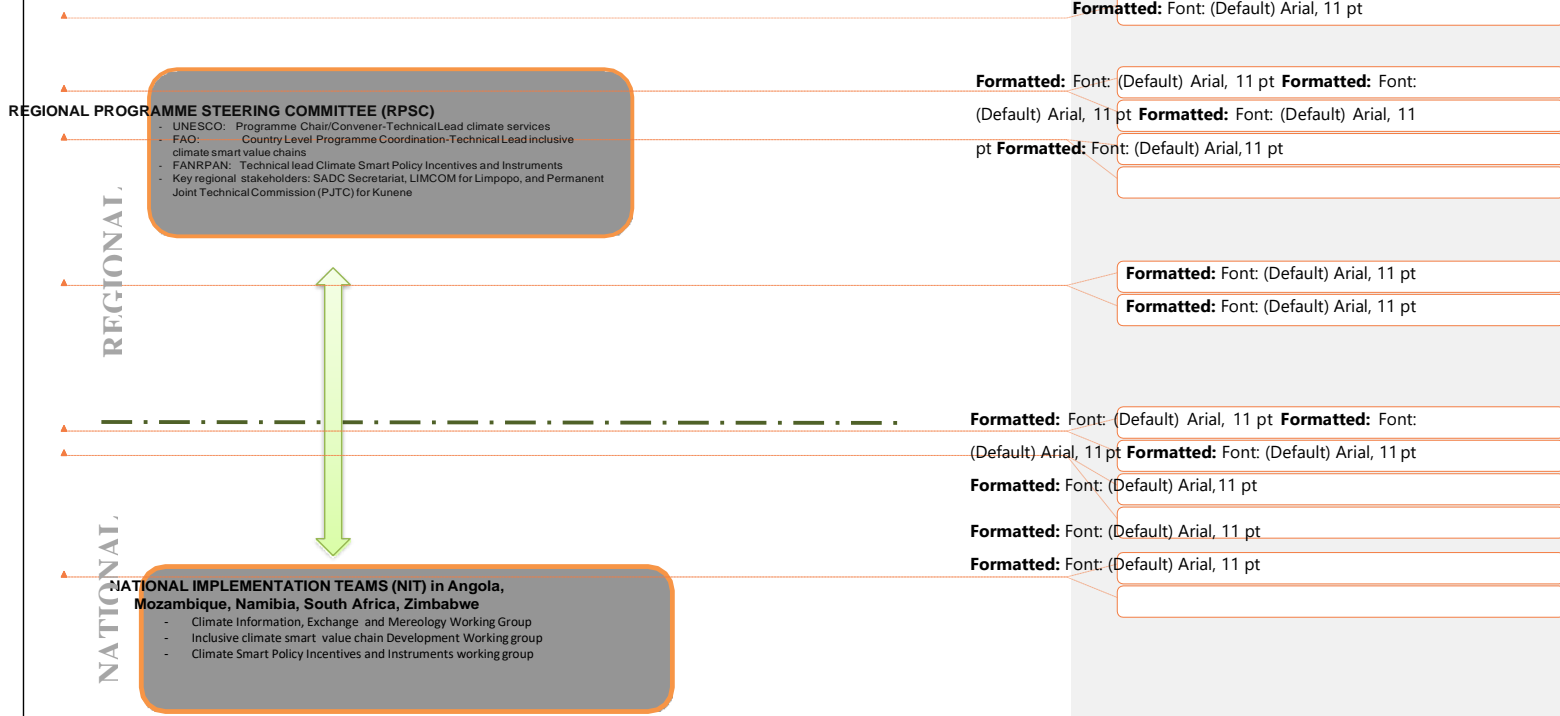 Formatted: Font: (Default) Arial, 11 pt
Formatted: Font: (Default) Arial, 11 pt Formatted: Font:
(Default) Arial, 11 pt Formatted: Font: (Default) Arial, 11
pt Formatted: Font: (Default) Arial, 11 pt
REGIONAL PROGRAMME STEERING COMMITTEE (RPSC)
- UNESCO: Programme Chair/Convener-Technical Lead climate services
- FAO: Country Level Programme Coordination-Technical Lead inclusive
climate smart value chains
- FANRPAN: Technical lead Climate Smart Policy Incentives and Instruments
- Key regional stakeholders: SADC Secretariat, LIMCOM for Limpopo, and Permanent
Joint Technical Commission (PJTC) for Kunene
REGIONAL
Formatted: Font: (Default) Arial, 11 pt
Formatted: Font: (Default) Arial, 11 pt
Formatted: Font: (Default) Arial, 11 pt Formatted: Font:
(Default) Arial, 11 pt Formatted: Font: (Default) Arial, 11 pt
Formatted: Font: (Default) Arial, 11 pt
Formatted: Font: (Default) Arial, 11 pt
Formatted: Font: (Default) Arial, 11 pt
NATIONAL
NATIONAL IMPLEMENTATION TEAMS (NIT) in Angola,
Mozambique, Namibia, South Africa, Zimbabwe
- Climate Information, Exchange and Mereology Working Group
- Inclusive climate smart value chain Development Working group
- Climate Smart Policy Incentives and Instruments working group